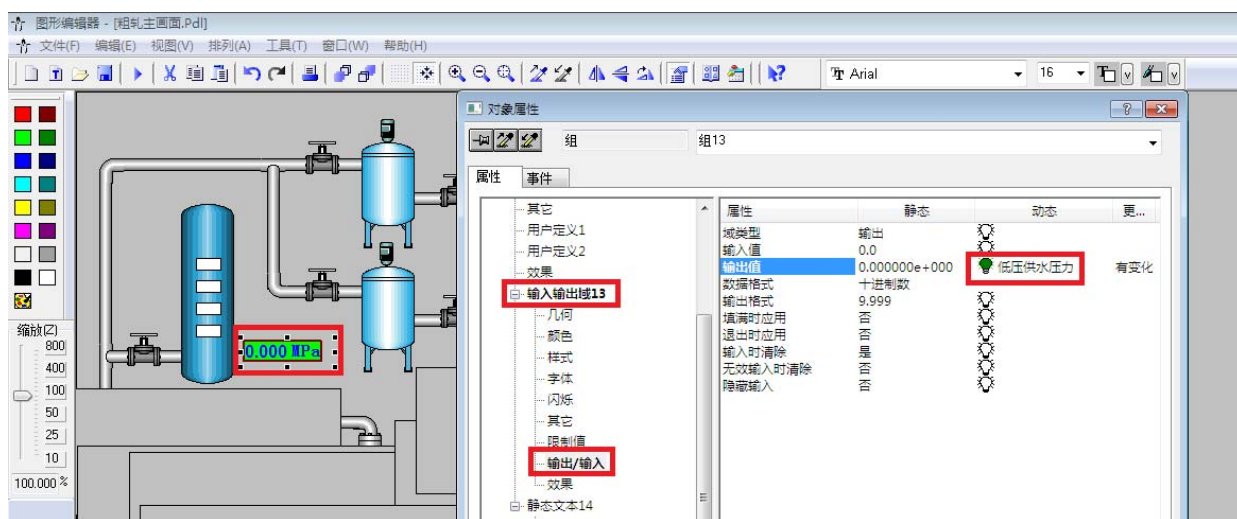 图形编辑器 - [粗轧主画面.Pdl]
文件(F) 编辑(E) 视图(V) 排列(A) 工具(T) 窗口(W) 帮助(H)
Arial 16
对象属性
组 组13
属性 事件
其它
用户定义1
用户定义2
效果
输入输出域13
几何
颜色
样式
字体
闪烁
其它
限制值
输出/输入
效果
静态文本14
属性 静态 动态 更...
域类型 输出
输入值 0.0
输出值 0.000000e+000 低压供水压力 有变化
数据格式 十进制数
输出格式 9.999
填满时应用 否
退出时应用 否
输入时清除 是
无效输入时清除 否
隐蔽输入 否
缩放(Z)
800
400
100
50
25
10
100.000 %
0.000 MPa